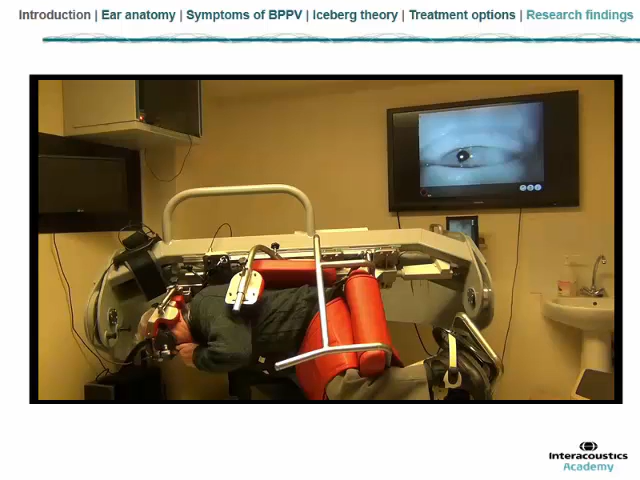 Introduction | Ear anatomy | Symptoms of BPPV | Iceberg theory | Treatment options | Research findings
Interacoustics
Academy